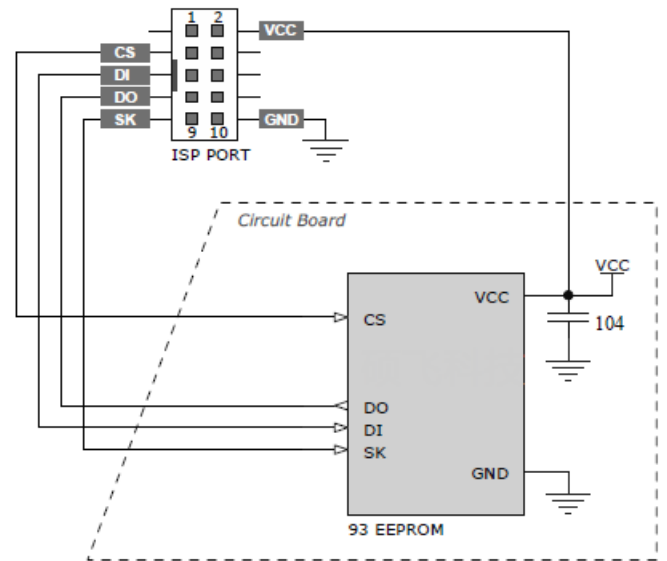 1 2
VCC
CS
DI
DO
SK
GND
9 10
ISP PORT
Circuit Board
VCC
VCC
CS
104
DO
DI
SK
GND
93 EEPROM